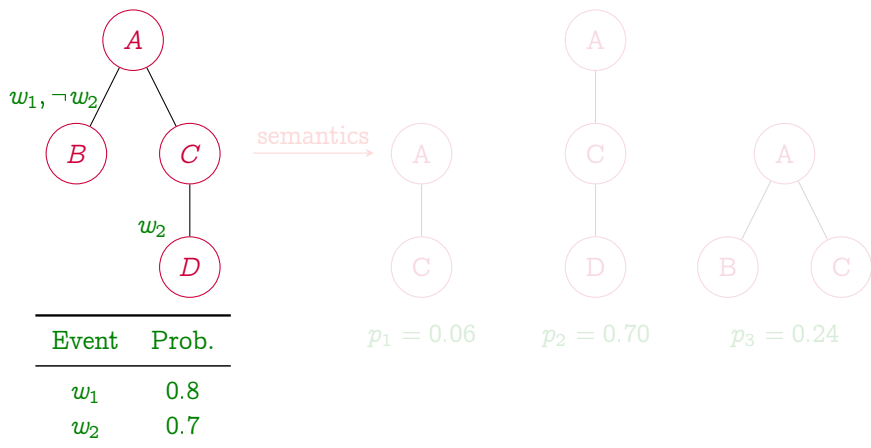 A
A
w₁, ¬w₂
semantics
B
C
A
C
A
w₂
D
C
D
B
C
Event Prob.
p₁ = 0.06
p₂ = 0.70
p₃ = 0.24
w₁ 0.8
w₂ 0.7